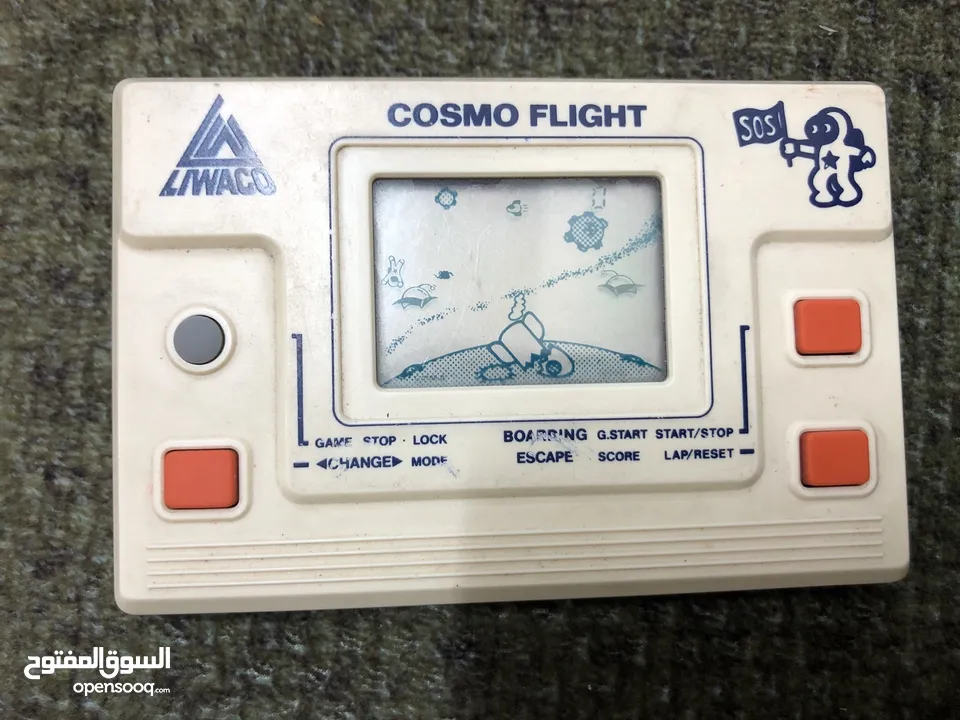 COSMO FLIGHT
LIWACO
SOS!
GAME STOP · LOCK
◄CHANGE► MODE
BOARDING G.START START/STOP
ESCAPE SCORE LAP/RESET
السوق المفتوح
opensooq.com